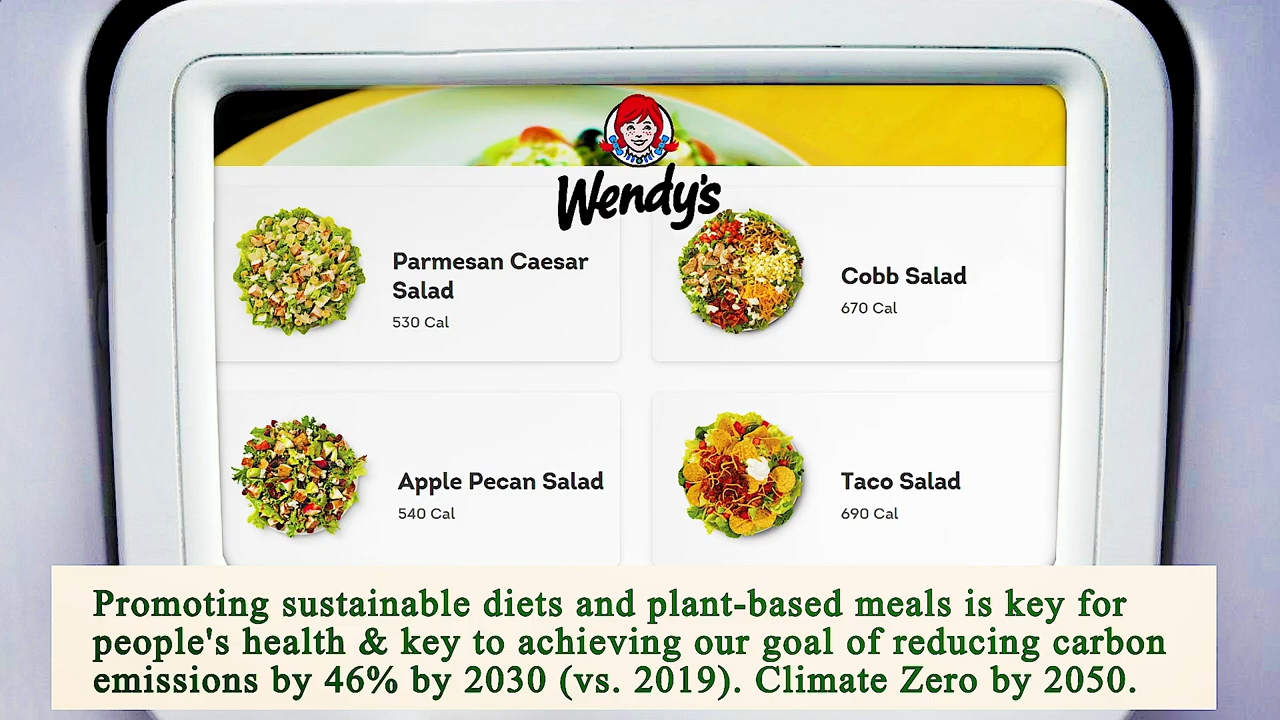 Wendy's
Parmesan Caesar
Salad
530 Cal
Cobb Salad
670 Cal
Apple Pecan Salad
540 Cal
Taco Salad
690 Cal
Promoting sustainable diets and plant-based meals is key for
people's health & key to achieving our goal of reducing carbon
emissions by 46% by 2030 (vs. 2019). Climate Zero by 2050.